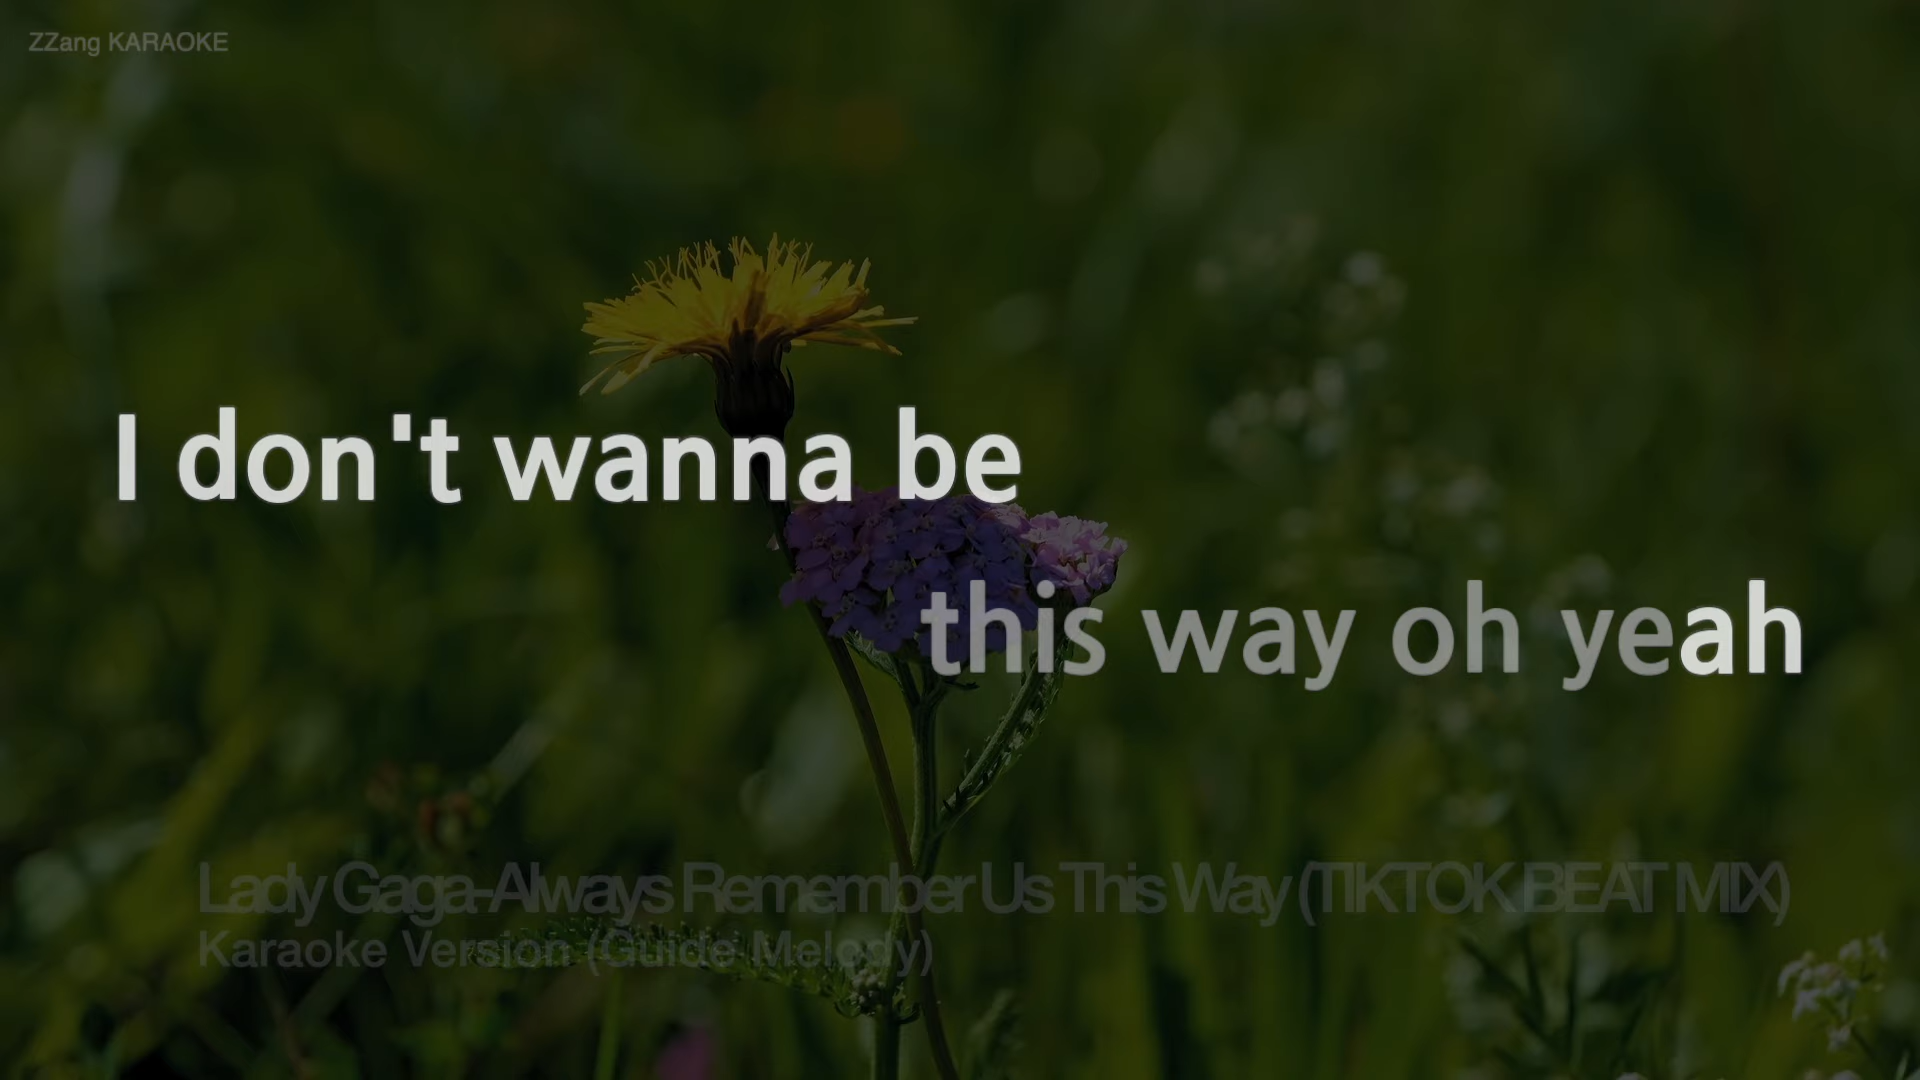 ZZang KARAOKE
I don't wanna be
this way oh yeah
Lady Gaga-Always Remember Us This Way (TIKTOK BEAT MIX)
Karaoke Version (Guide Melody)